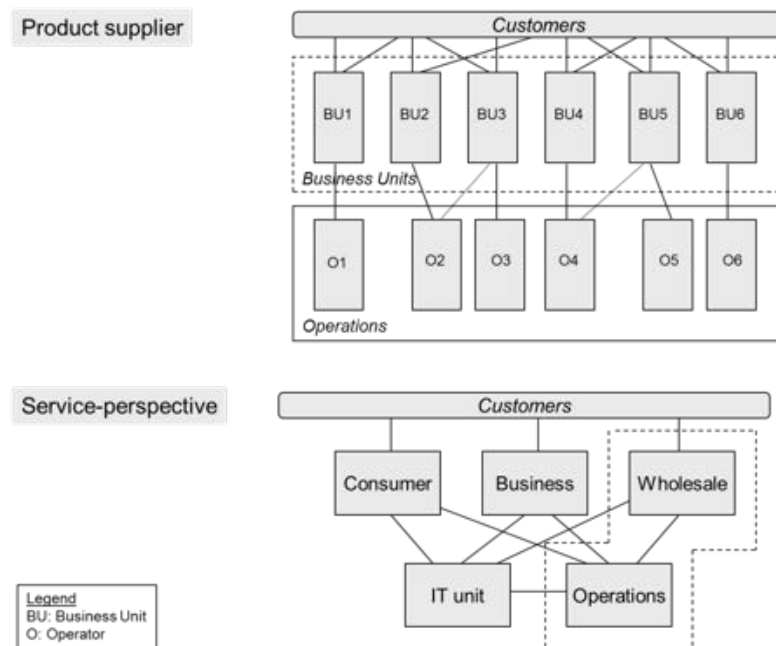 Product supplier
Customers
BU1 BU2 BU3 BU4 BU5 BU6
Business Units
O1 O2 O3 O4 O5 O6
Operations
Service-perspective
Customers
Consumer Business Wholesale
IT unit Operations
Legend
BU: Business Unit
O: Operator